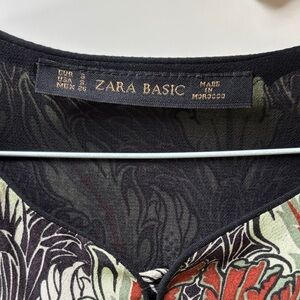 EUR S
USA S
MEX 26
ZARA BASIC
MADE
IN
MOROCCO